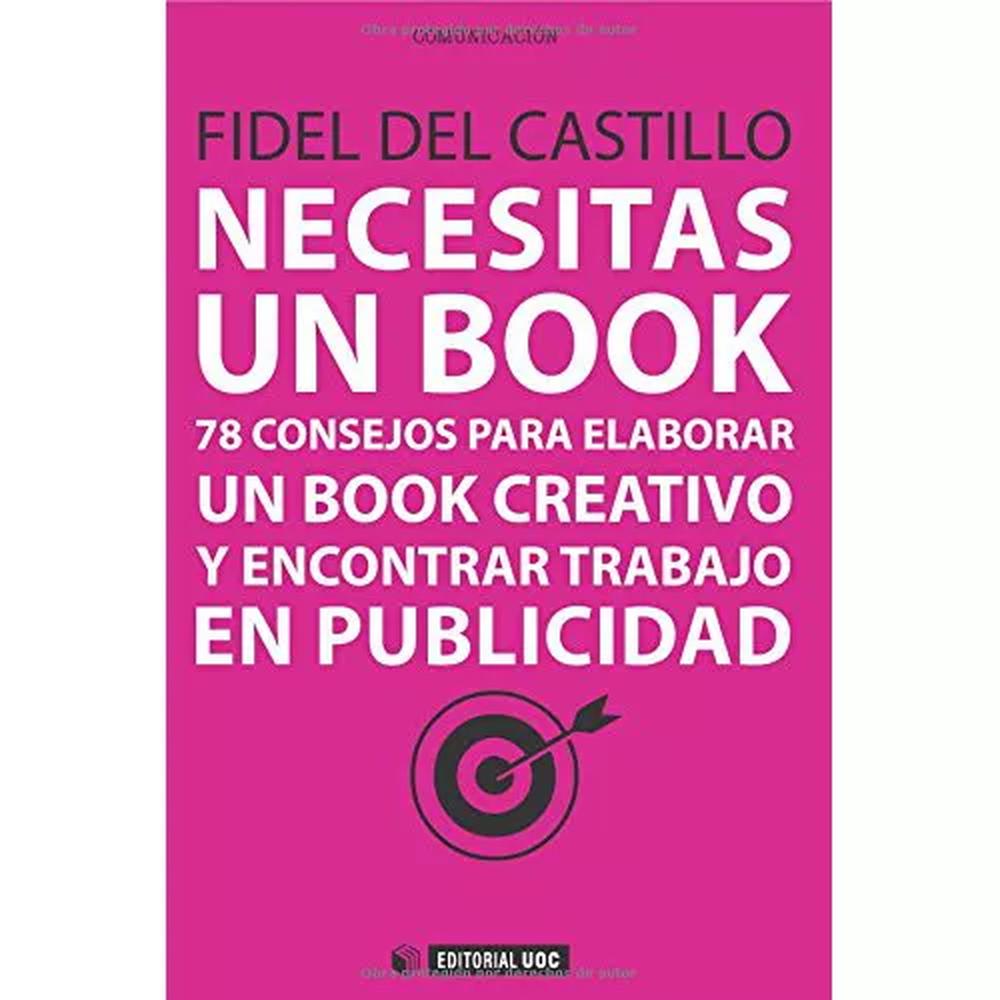 Obra protegida por derechos de autor
COMUNICACIÓN
FIDEL DEL CASTILLO
NECESITAS
UN BOOK
78 CONSEJOS PARA ELABORAR
UN BOOK CREATIVO
Y ENCONTRAR TRABAJO
EN PUBLICIDAD
EDITORIAL UOC
Obra protegida por derechos de autor